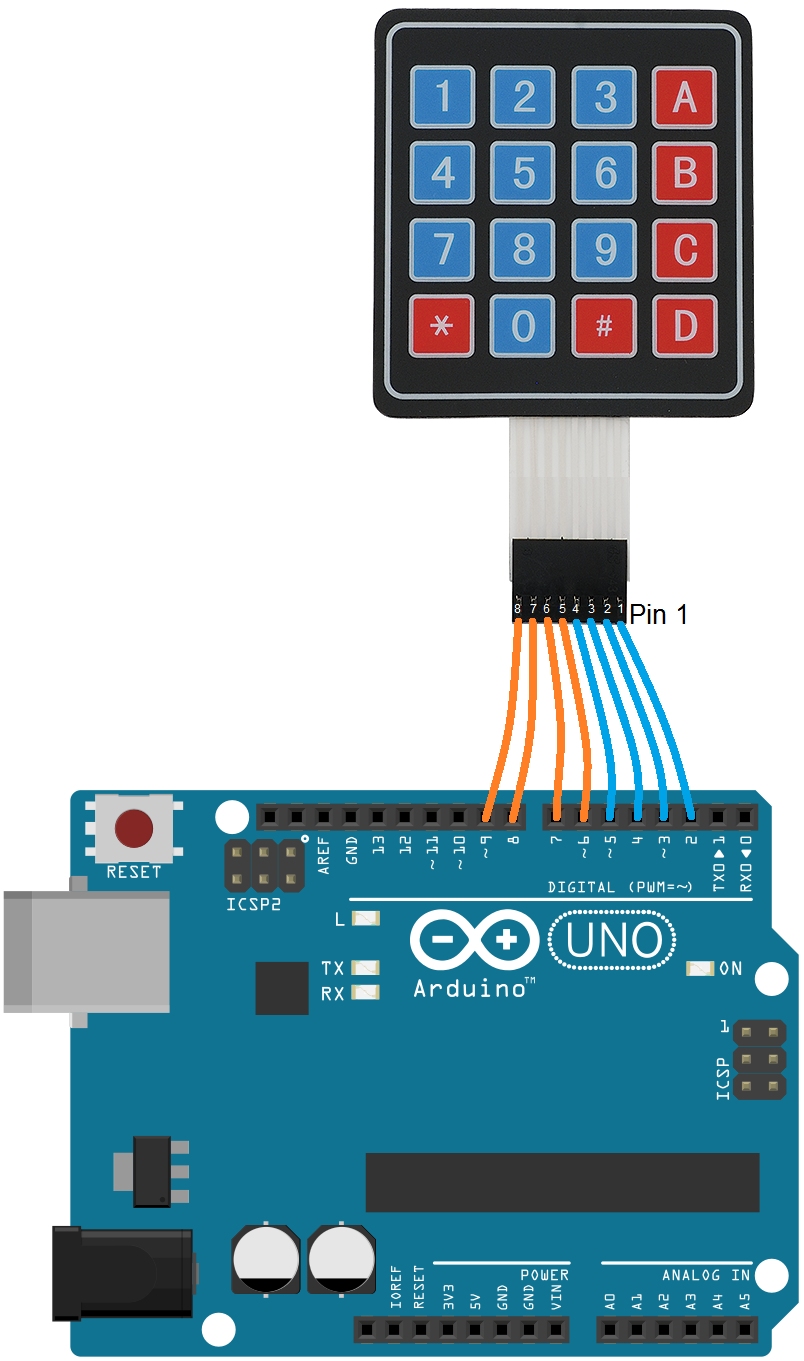 1 2 3 A
4 5 6 B
7 8 9 C
* 0 # D
8 7 6 5 4 3 2 1 Pin 1
AREF GND 13 12 ~11 ~10 ~9 8 7 ~6 ~5 4 ~3 2 TX0▶1 RX0◀0
RESET
ICSP2
DIGITAL (PWM=~)
L
UNO
TX
RX
ON
Arduino™
1
ICSP
POWER
ANALOG IN
IOREF RESET 3V3 5V GND GND VIN A0 A1 A2 A3 A4 A5